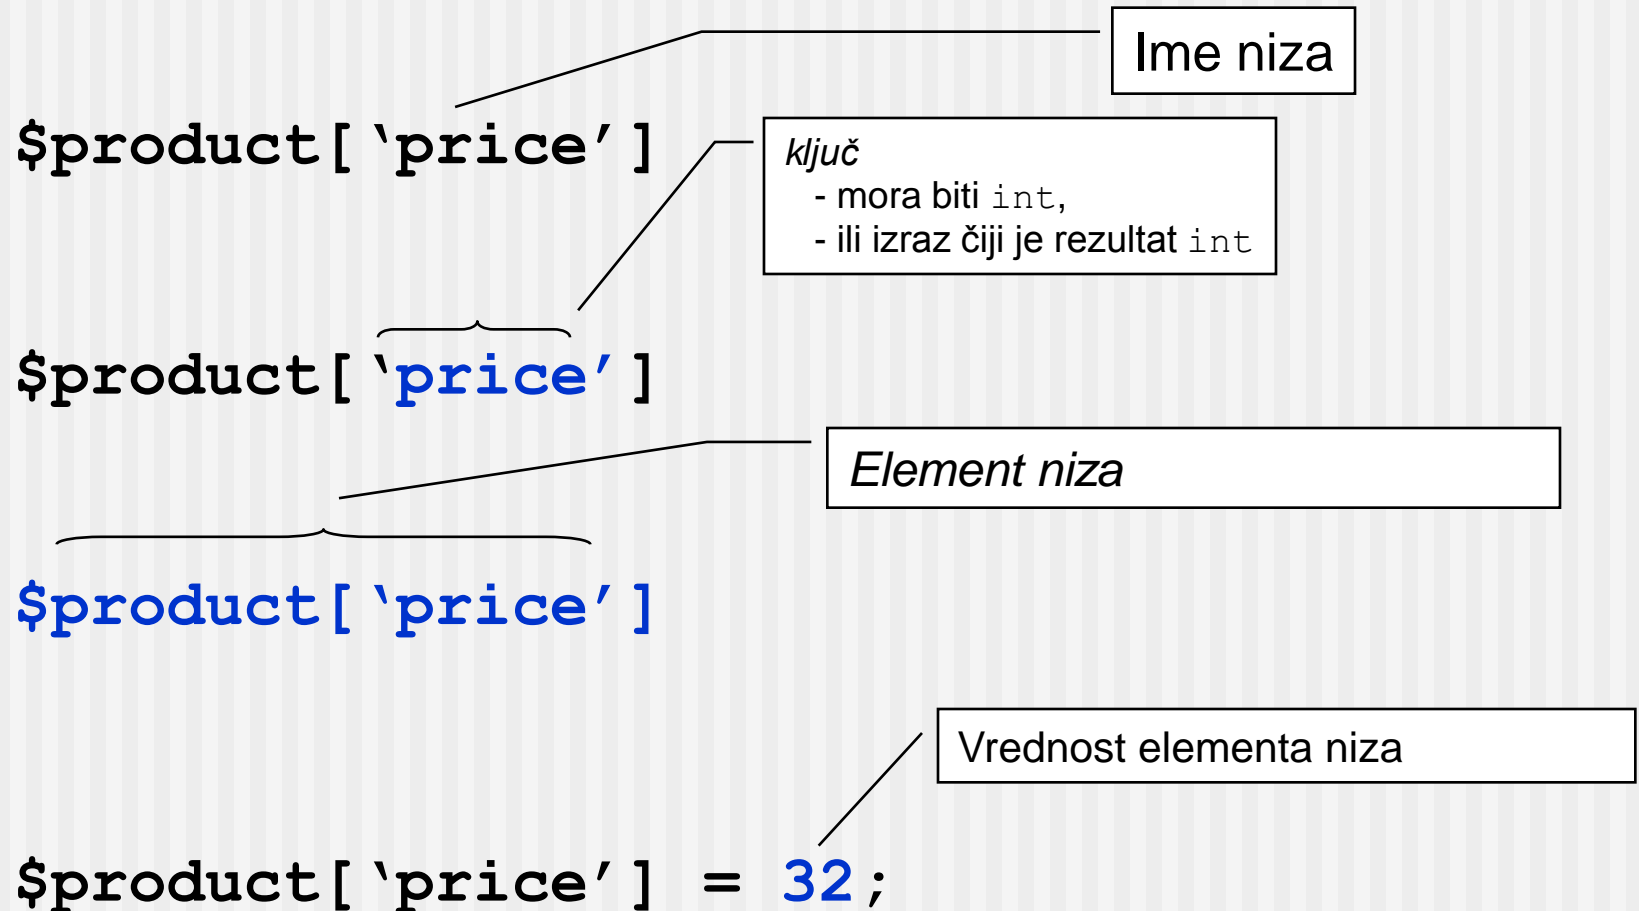 Ime niza
$product[‘price’]
ključ
- mora biti int,
- ili izraz čiji je rezultat int
$product[‘price’]
Element niza
$product[‘price’]
Vrednost elementa niza
$product[‘price’] = 32;